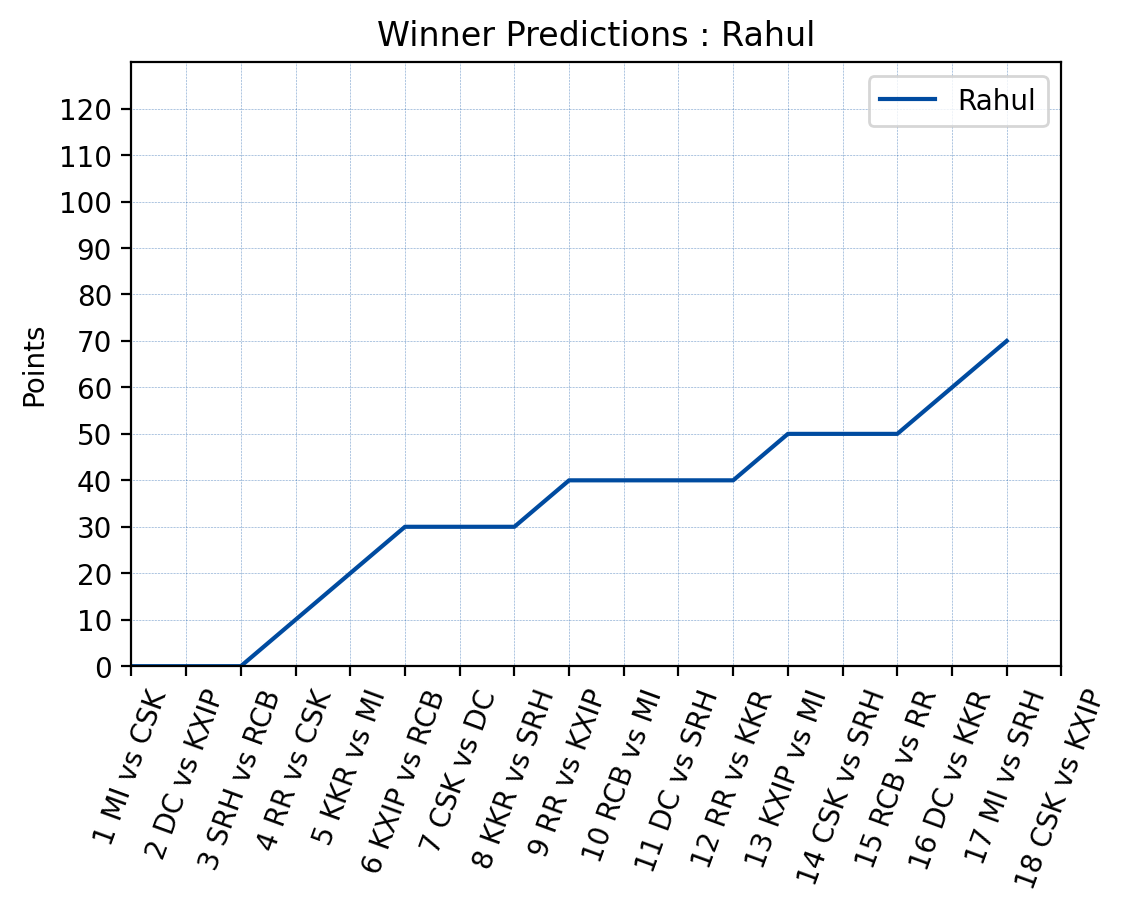 Winner Predictions : Rahul
Rahul
Points
120
110
100
90
80
70
60
50
40
30
20
10
0
1 MI vs CSK
2 DC vs KXIP
3 SRH vs RCB
4 RR vs CSK
5 KKR vs MI
6 KXIP vs RCB
7 CSK vs DC
8 KKR vs SRH
9 RR vs KXIP
10 RCB vs MI
11 DC vs SRH
12 RR vs KKR
13 KXIP vs MI
14 CSK vs SRH
15 RCB vs RR
16 DC vs KKR
17 MI vs SRH
18 CSK vs KXIP